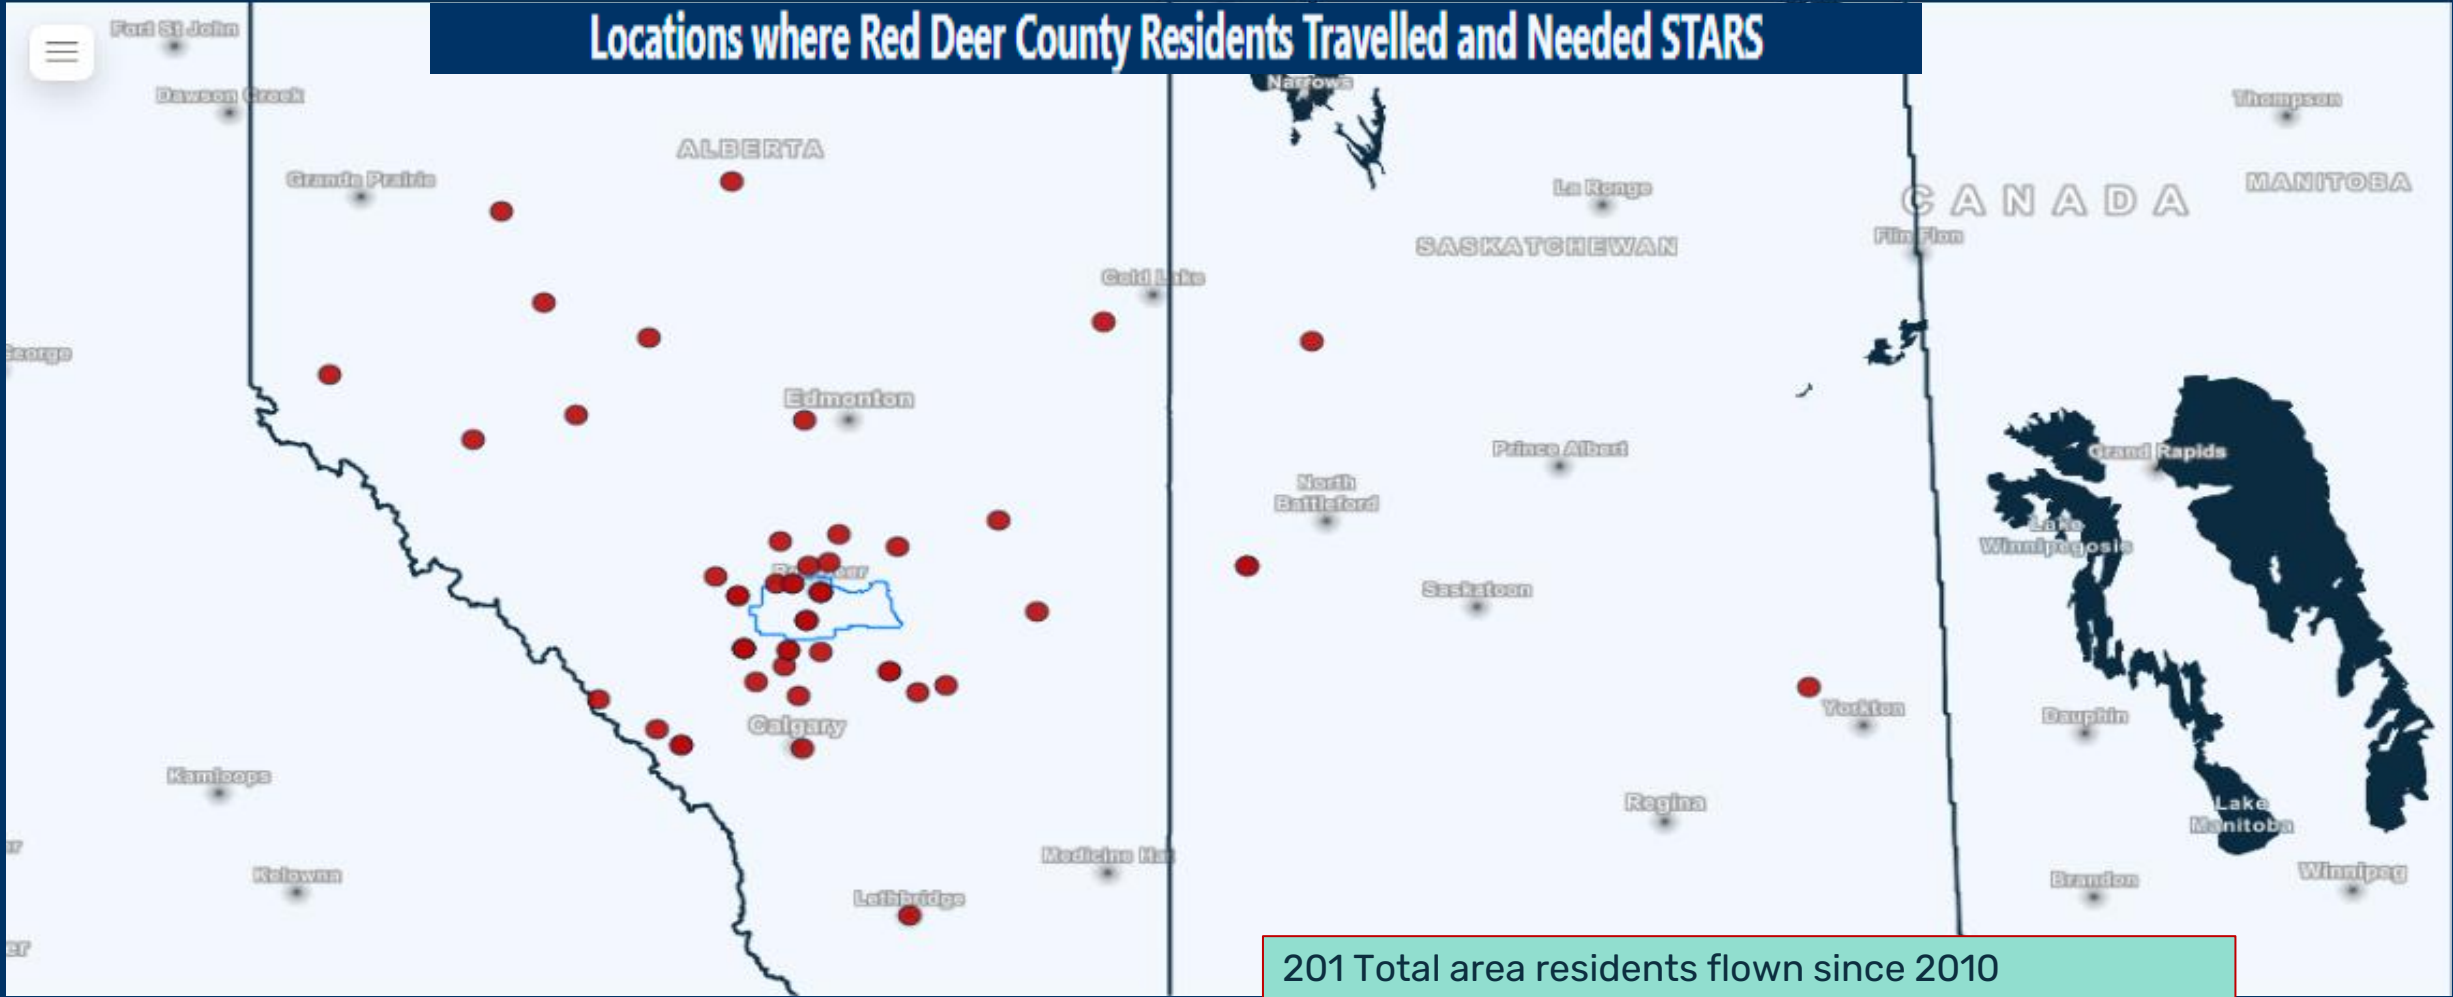 Locations where Red Deer County Residents Travelled and Needed STARS
Fort St John
Narrows
Dawson Creek
Thompson
ALBERTA
Grande Prairie
La Ronge
MANITOBA
CANADA
Flin Flon
SASKATCHEWAN
Cold Lake
George
Edmonton
Prince Albert
Grand Rapids
North
Battleford
Lake
Winnipegosis
Saskatoon
Yorkton
Dauphin
Calgary
Kamloops
Regina
Lake
Manitoba
Medicine Hat
Kelowna
Winnipeg
Brandon
Lethbridge
er
201 Total area residents flown since 2010